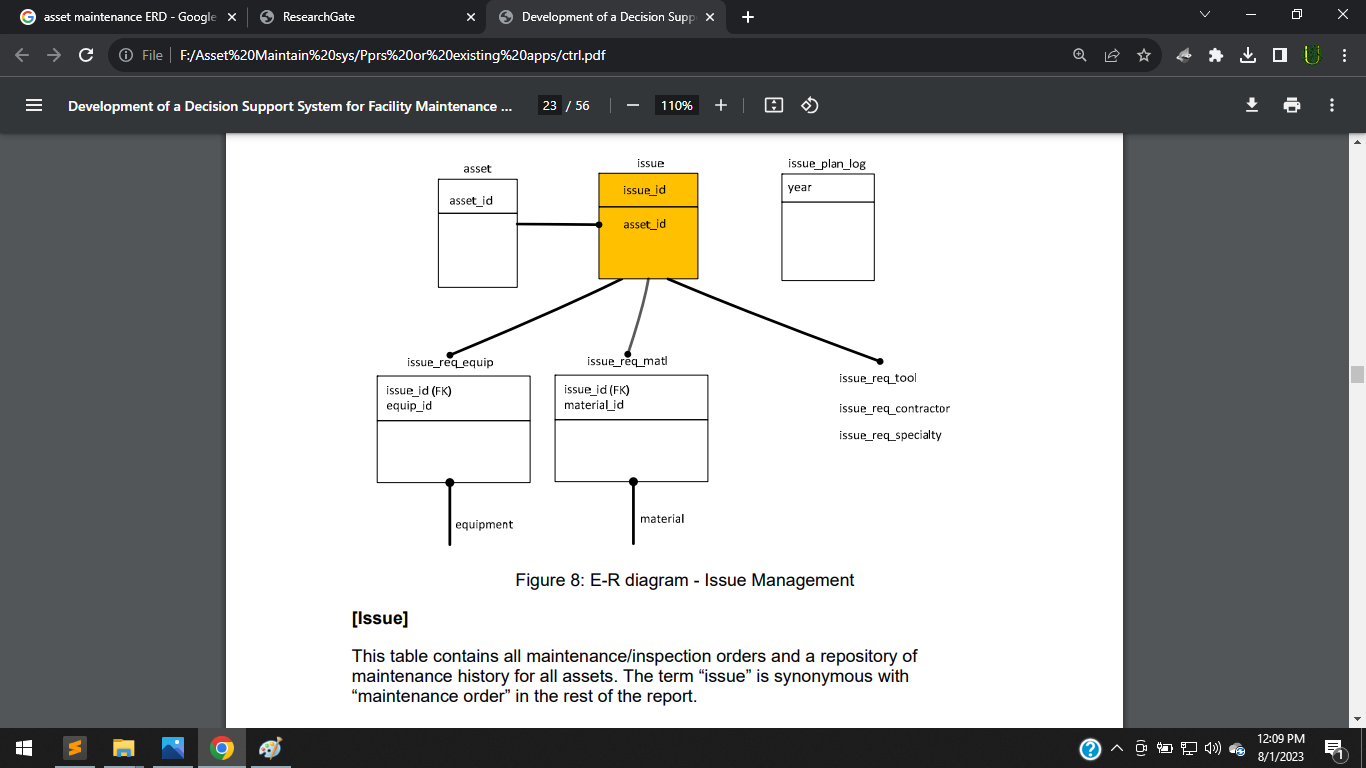 asset maintenance ERD - Google
ResearchGate
Development of a Decision Supp
File
F:/Asset%20Maintain%20sys/Pprs%20or%20existing%20apps/ctrl.pdf
Development of a Decision Support System for Facility Maintenance ...
23 / 56
110%
asset
issue
issue_plan_log
asset_id
issue_id
year
asset_id
issue_req_equip
issue_req_matl
issue_req_tool
issue_id (FK)
equip_id
issue_id (FK)
material_id
issue_req_contractor
issue_req_specialty
equipment
material
Figure 8: E-R diagram - Issue Management
[Issue]
This table contains all maintenance/inspection orders and a repository of
maintenance history for all assets. The term “issue” is synonymous with
“maintenance order” in the rest of the report.
12:09 PM
8/1/2023
1